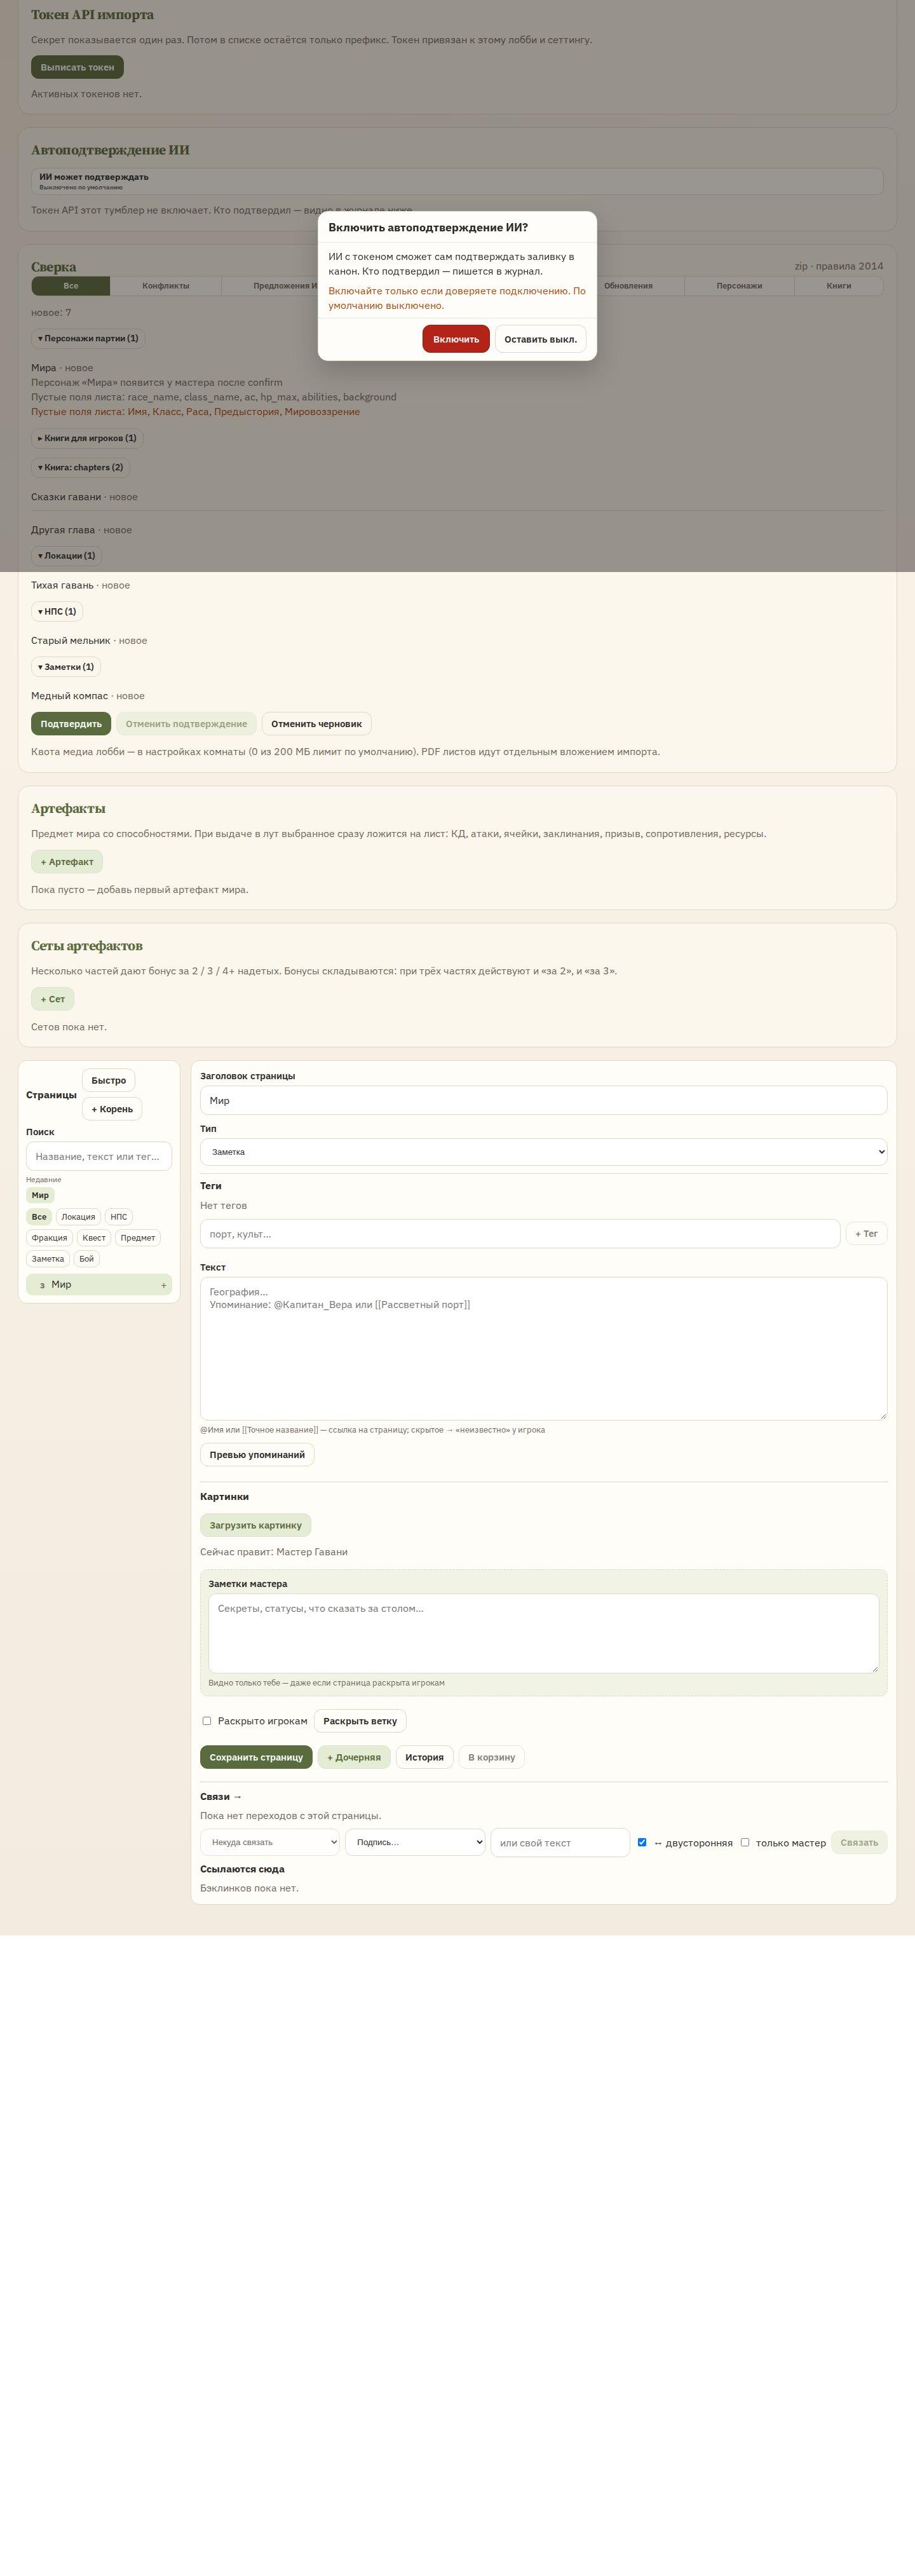 Токен API импорта
Секрет показывается один раз. Потом в списке остаётся только префикс. Токен привязан к этому лобби и сеттингу.
Выписать токен
Активных токенов нет.
Автоподтверждение ИИ
ИИ может подтверждать
Выключено по умолчанию
Токен API этот тумблер не включает. Кто подтвердил — видно в журнале ниже.
Включить автоподтверждение ИИ?
ИИ с токеном сможет сам подтверждать заливку в
канон. Кто подтвердил — пишется в журнал.
Включайте только если доверяете подключению. По
умолчанию выключено.
Включить
Оставить выкл.
Сверка
zip · правила 2014
Все
Конфликты
Предложения И
Обновления
Персонажи
Книги
новое: 7
▾ Персонажи партии (1)
Мира · новое
Персонаж «Мира» появится у мастера после confirm
Пустые поля листа: race_name, class_name, ac, hp_max, abilities, background
Пустые поля листа: Имя, Класс, Раса, Предыстория, Мировоззрение
▸ Книги для игроков (1)
▾ Книга: chapters (2)
Сказки гавани · новое
Другая глава · новое
▾ Локации (1)
Тихая гавань · новое
▾ НПС (1)
Старый мельник · новое
▾ Заметки (1)
Медный компас · новое
Подтвердить
Отменить подтверждение
Отменить черновик
Квота медиа лобби — в настройках комнаты (0 из 200 МБ лимит по умолчанию). PDF листов идут отдельным вложением импорта.
Артефакты
Предмет мира со способностями. При выдаче в лут выбранное сразу ложится на лист: КД, атаки, ячейки, заклинания, призыв, сопротивления, ресурсы.
+ Артефакт
Пока пусто — добавь первый артефакт мира.
Сеты артефактов
Несколько частей дают бонус за 2 / 3 / 4+ надетых. Бонусы складываются: при трёх частях действуют и «за 2», и «за 3».
+ Сет
Сетов пока нет.
Страницы
Быстро
+ Корень
Поиск
Название, текст или тег…
Недавние
Мир
Все
Локация
НПС
Фракция
Квест
Предмет
Заметка
Бой
З Мир +
Заголовок страницы
Мир
Тип
Заметка
Теги
Нет тегов
порт, культ…
+ Тег
Текст
География…
Упоминание: @Капитан_Вера или [[Рассветный порт]]
@Имя или [[Точное название]] — ссылка на страницу; скрытое → «неизвестно» у игрока
Превью упоминаний
Картинки
Загрузить картинку
Сейчас правит: Мастер Гавани
Заметки мастера
Секреты, статусы, что сказать за столом…
Видно только тебе — даже если страница раскрыта игрокам
Раскрыто игрокам
Раскрыть ветку
Сохранить страницу
+ Дочерняя
История
В корзину
Связи →
Пока нет переходов с этой страницы.
Некуда связать
Подпись…
или свой текст
↔ двусторонняя
только мастер
Связать
Ссылаются сюда
Бэклинков пока нет.